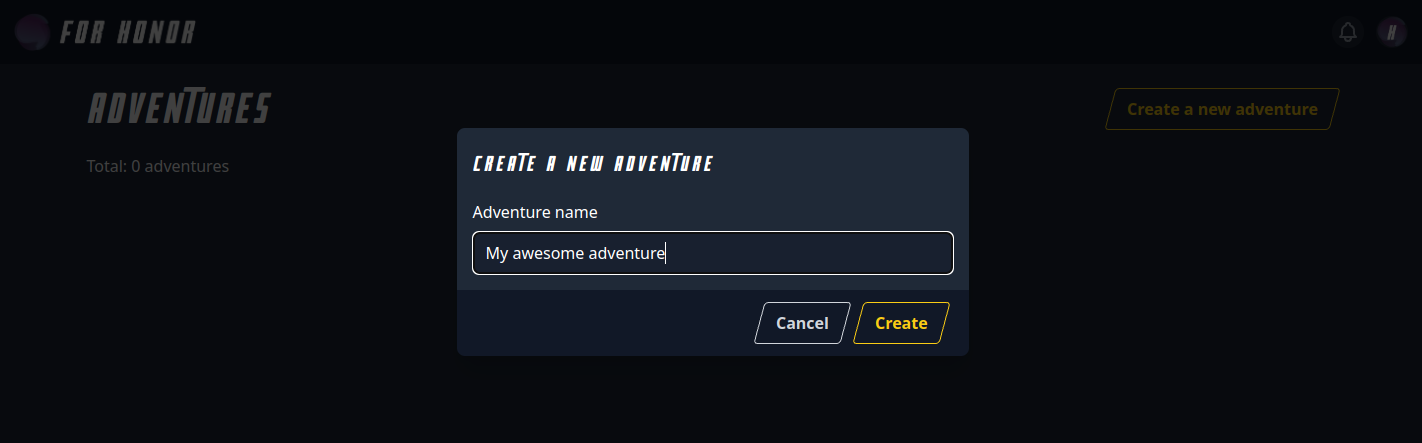 FOR HONOR
H
ADVENTURES
Create a new adventure
Total: 0 adventures
CREATE A NEW ADVENTURE
Adventure name
My awesome adventure
Cancel
Create